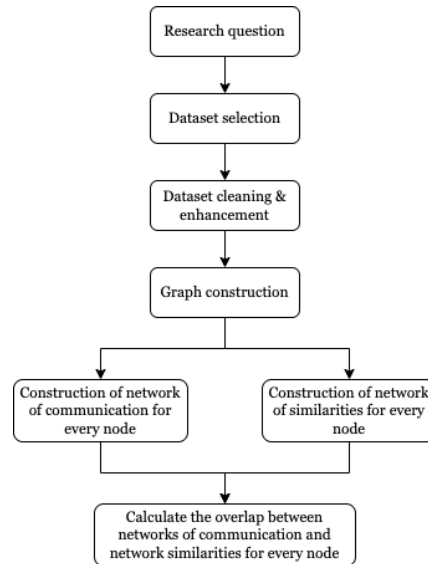 Research question
Dataset selection
Dataset cleaning &
enhancement
Graph construction
Construction of network
of communication for
every node
Construction of network
of similarities for every
node
Calculate the overlap between
networks of communication and
network similarities for every node